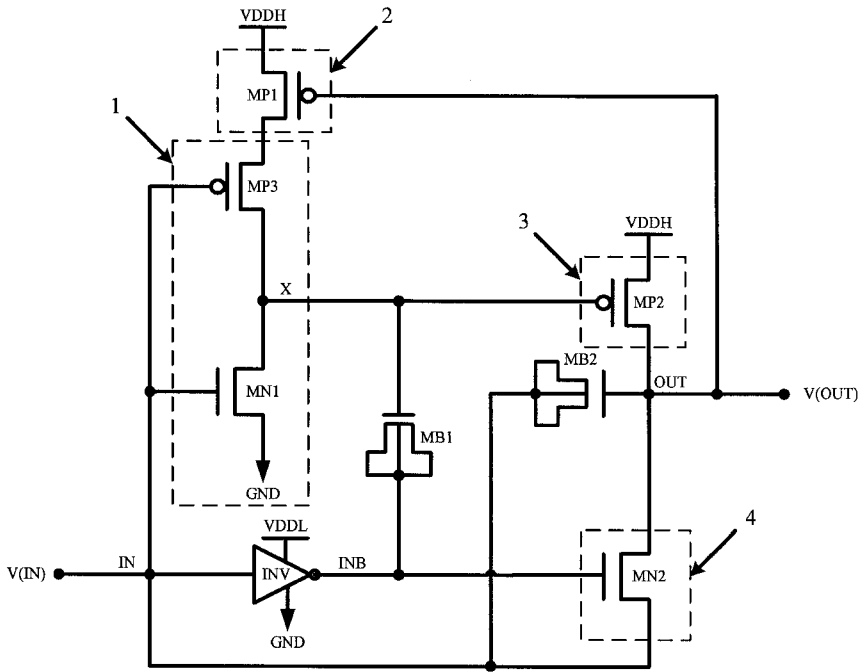 VDDH
2
MP1
1
MP3
3
VDDH
X
MP2
MB2
OUT
V(OUT)
MN1
MB1
GND
VDDL
4
V(IN)
IN
INV
INB
MN2
GND